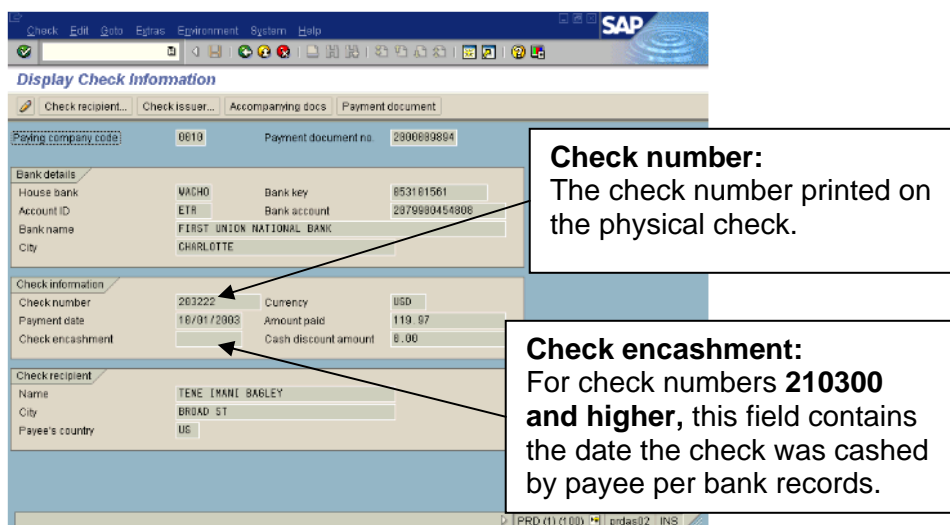 Check Edit Goto Extras Environment System Help
SAP
Display Check Information
Check recipient... Check issuer... Accompanying docs Payment document
Paying company code 0010 Payment document no. 2000009894
Bank details
House bank WACHO Bank key 053101561
Account ID ETR Bank account 2079900454808
Bank name FIRST UNION NATIONAL BANK
City CHARLOTTE
Check information
Check number 203222 Currency USD
Payment date 10/01/2003 Amount paid 119.97
Check encashment Cash discount amount 0.00
Check recipient
Name TENE IMANI BAGLEY
City BROAD ST
Payee's country US
Check number:
The check number printed on
the physical check.
Check encashment:
For check numbers 210300
and higher, this field contains
the date the check was cashed
by payee per bank records.
PRD (1) (100) prdas02 INS